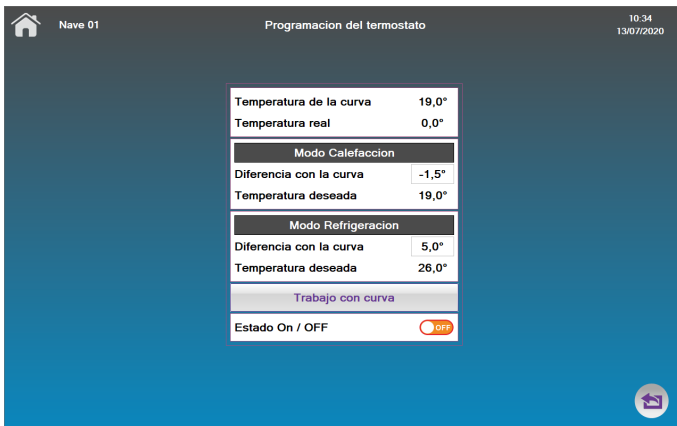 Nave 01
Programacion del termostato
10:34
13/07/2020
Temperatura de la curva 19,0°
Temperatura real 0,0°
Modo Calefaccion
Diferencia con la curva -1,5°
Temperatura deseada 19,0°
Modo Refrigeracion
Diferencia con la curva 5,0°
Temperatura deseada 26,0°
Trabajo con curva
Estado On / OFF OFF